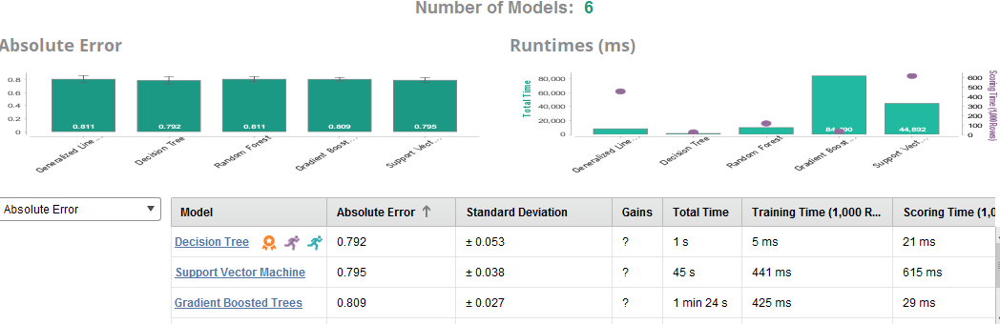 Number of Models: 6
Absolute Error
0.8
0.6
0.4
0.2
0
0.811
0.792
0.811
0.809
0.795
Generalized Line...
Decision Tree
Random Forest
Gradient Boost...
Support Vect...
Runtimes (ms)
Total Time
80,000
60,000
40,000
20,000
0
44,892
600
500
400
300
200
100
0
Scoring Time (1,000 Rows)
Generalized Line...
Decision Tree
Random Forest
Gradient Boost...
Support Vect...
Absolute Error
Model Absolute Error Standard Deviation Gains Total Time Training Time (1,000 R... Scoring Time (1,0
Decision Tree 0.792 ± 0.053 ? 1 s 5 ms 21 ms
Support Vector Machine 0.795 ± 0.038 ? 45 s 441 ms 615 ms
Gradient Boosted Trees 0.809 ± 0.027 ? 1 min 24 s 425 ms 29 ms